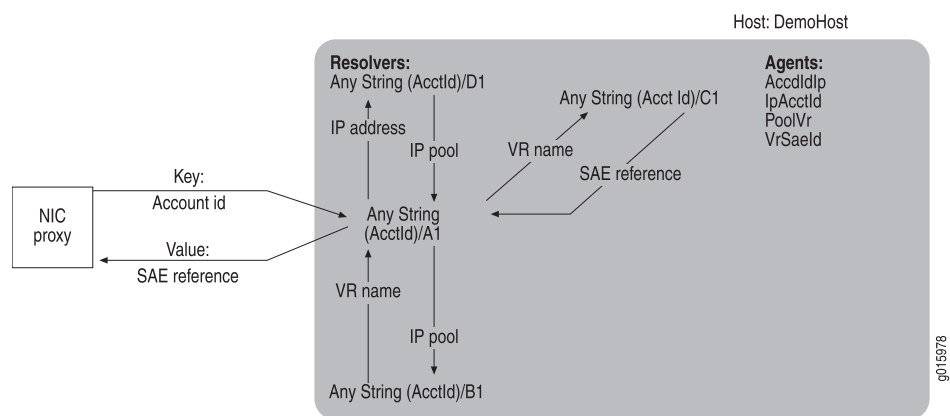 Host: DemoHost
Resolvers:
Any String (AcctId)/D1
Agents:
AccdIdIp
IpAcctId
PoolVr
VrSaeId
Any String (Acct Id)/C1
IP address
IP pool
VR name
SAE reference
Key:
Account id
NIC
proxy
Any String
(AcctId)/A1
Value:
SAE reference
VR name
IP pool
Any String (AcctId)/B1
g015978